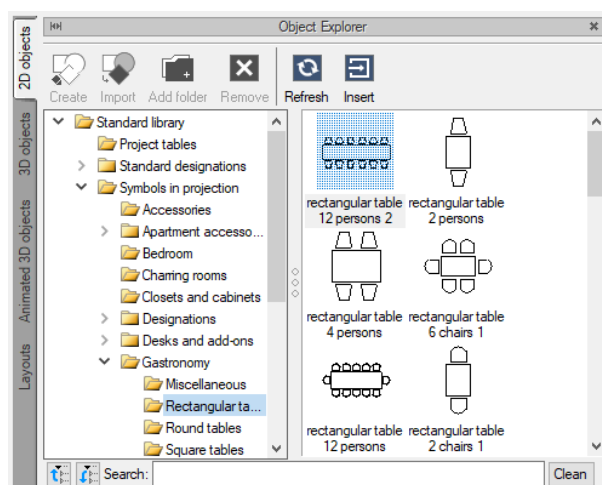 Object Explorer
2D objects
3D objects
Animated 3D objects
Layouts
Create Import Add folder Remove Refresh Insert
Standard library
Project tables
Standard designations
Symbols in projection
Accessories
Apartment accesso...
Bedroom
Charring rooms
Closets and cabinets
Designations
Desks and add-ons
Gastronomy
Miscellaneous
Rectangular ta...
Round tables
Square tables
rectangular table
12 persons 2
rectangular table
2 persons
rectangular table
4 persons
rectangular table
6 chairs 1
rectangular table
12 persons
rectangular table
2 chairs 1
Search:
Clean